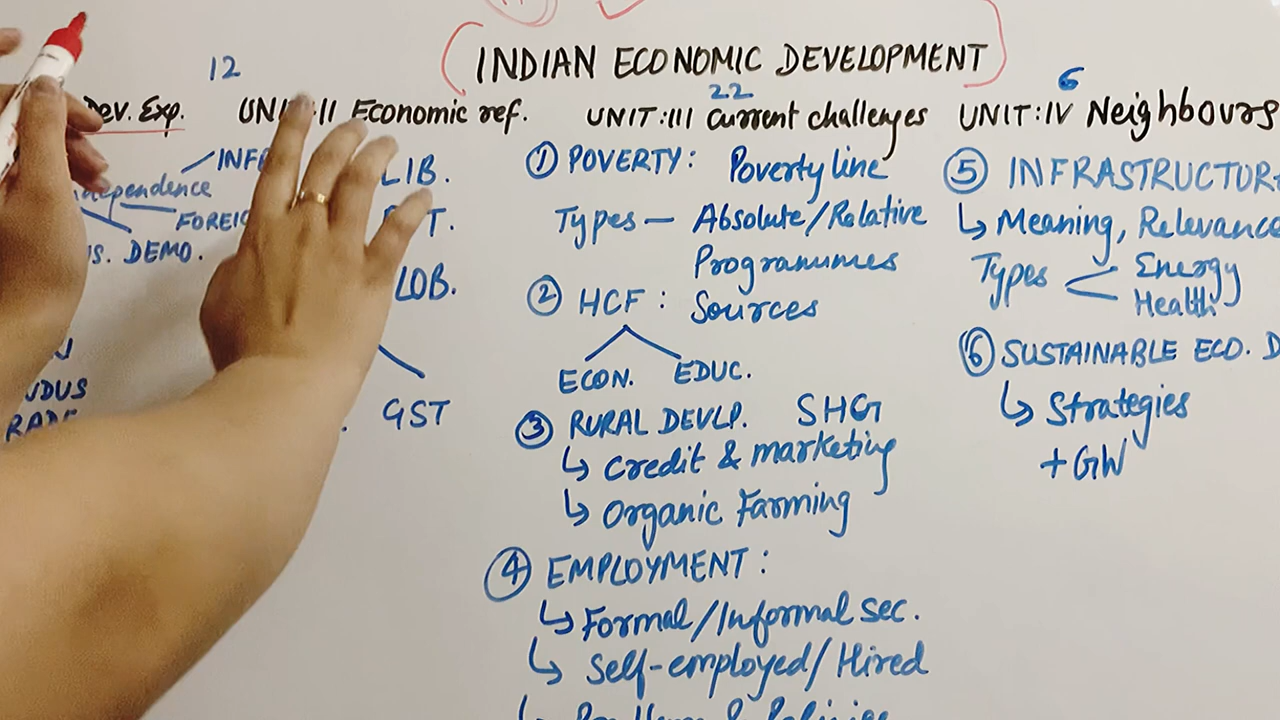 INDIAN ECONOMIC DEVELOPMENT
12
Dev. Exp.
Economic ref.
LIB.
LOB.
FOREIG
DEMO.
GST
22
UNIT:III Current challenges
① POVERTY: Poverty line
Types — Absolute/Relative
Programmes
② HCF: Sources
ECON. EDUC.
③ RURAL DEVLP. SHG
↳ Credit & marketing
↳ Organic Farming
④ EMPLOYMENT:
↳ Formal/Informal sec.
↳ Self-employed/Hired
6
UNIT:IV Neighbours
⑤ INFRASTRUCTOR
↳ Meaning, Relevance
Types Energy
Health
⑥ SUSTAINABLE ECO. D
↳ Strategies
+GW